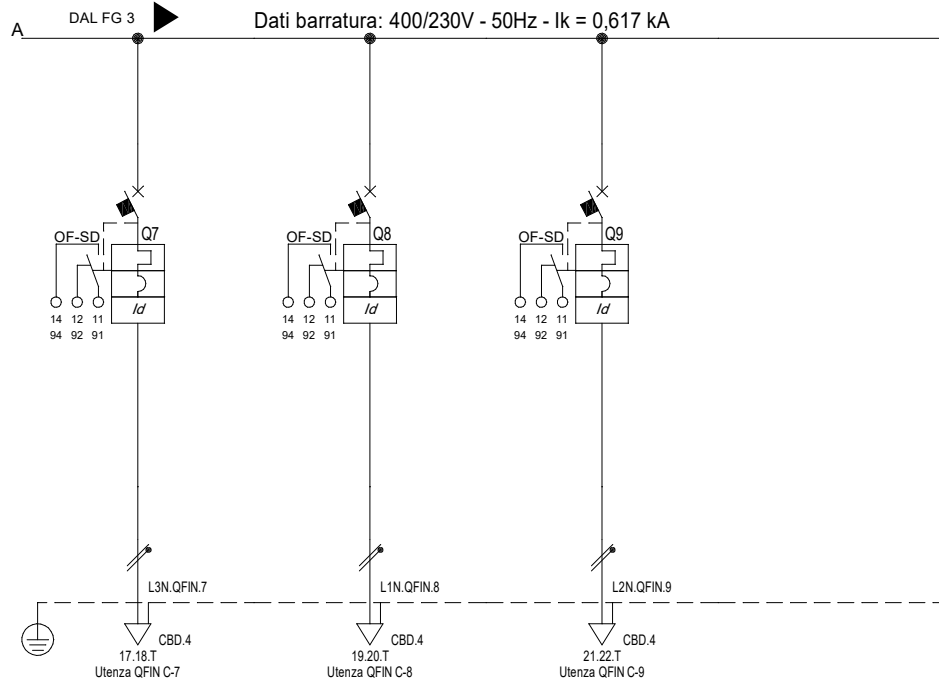 DAL FG 3
Dati barratura: 400/230V - 50Hz - Ik = 0,617 kA
A
OF-SD
Q7
OF-SD
Q8
OF-SD
Q9
Id
Id
Id
14 12 11
14 12 11
14 12 11
94 92 91
94 92 91
94 92 91
L3N.QFIN.7
L1N.QFIN.8
L2N.QFIN.9
CBD.4
CBD.4
CBD.4
17.18.T
19.20.T
21.22.T
Utenza QFIN C-7
Utenza QFIN C-8
Utenza QFIN C-9